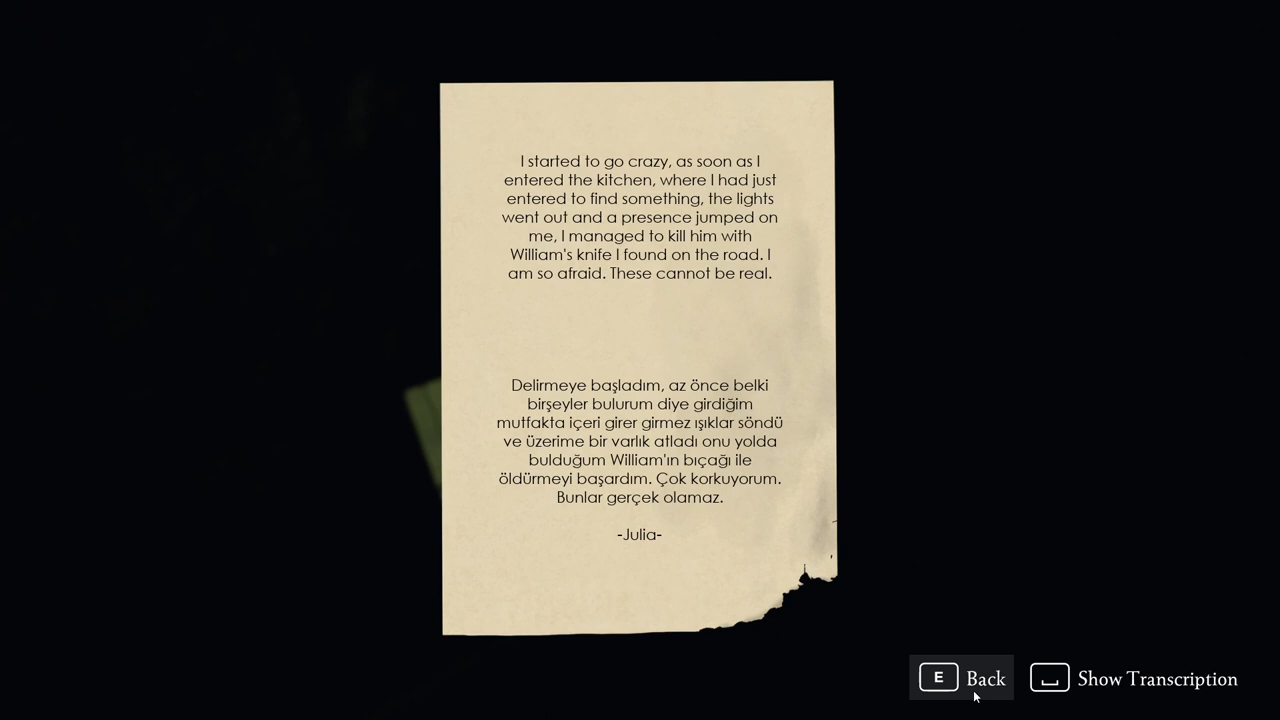 I started to go crazy, as soon as I
entered the kitchen, where I had just
entered to find something, the lights
went out and a presence jumped on
me, I managed to kill him with
William's knife I found on the road. I
am so afraid. These cannot be real.
Delirmeye başladım, az önce belki
birşeyler bulurum diye girdiğim
mutfakta içeri girer girmez ışıklar söndü
ve üzerime bir varlık atladı onu yolda
bulduğum William'ın bıçağı ile
öldürmeyi başardım. Çok korkuyorum.
Bunlar gerçek olamaz.
-Julia-
E Back
Show Transcription